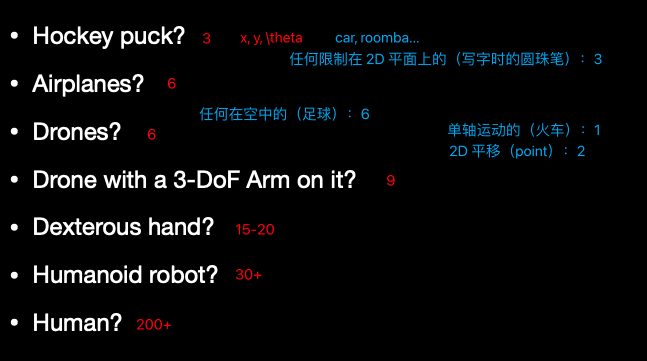 • Hockey puck? 3 x, y, \theta car, roomba...
任何限制在 2D 平面上的（写字时的圆珠笔）：3
• Airplanes? 6
任何在空中的（足球）：6
• Drones? 6 单轴运动的（火车）：1
2D 平移（point）：2
• Drone with a 3-DoF Arm on it? 9
• Dexterous hand? 15-20
• Humanoid robot? 30+
• Human? 200+